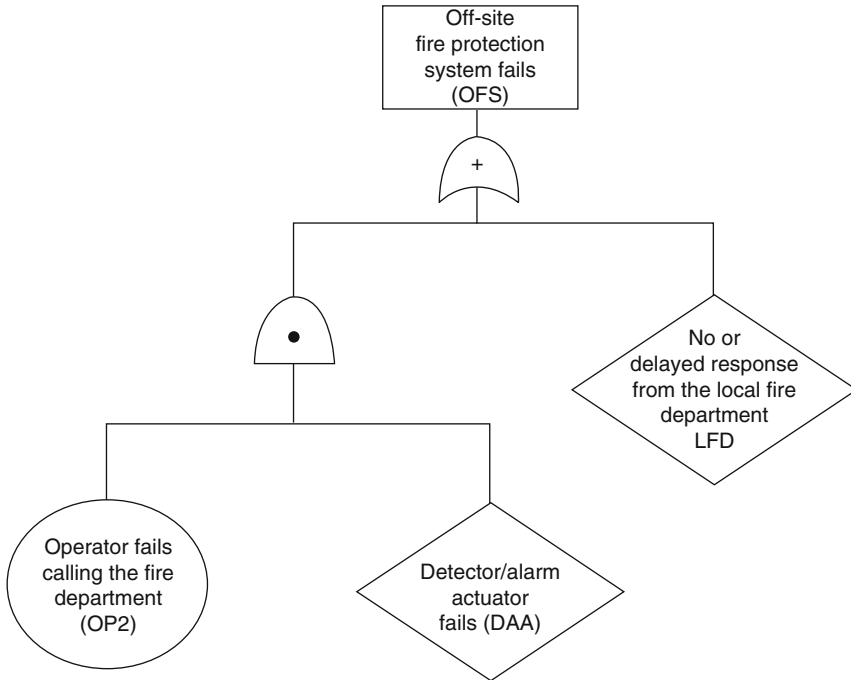 Off-site
fire protection
system fails
(OFS)
+
No or
delayed response
from the local fire
department
LFD
Operator fails
calling the fire
department
(OP2)
Detector/alarm
actuator
fails (DAA)